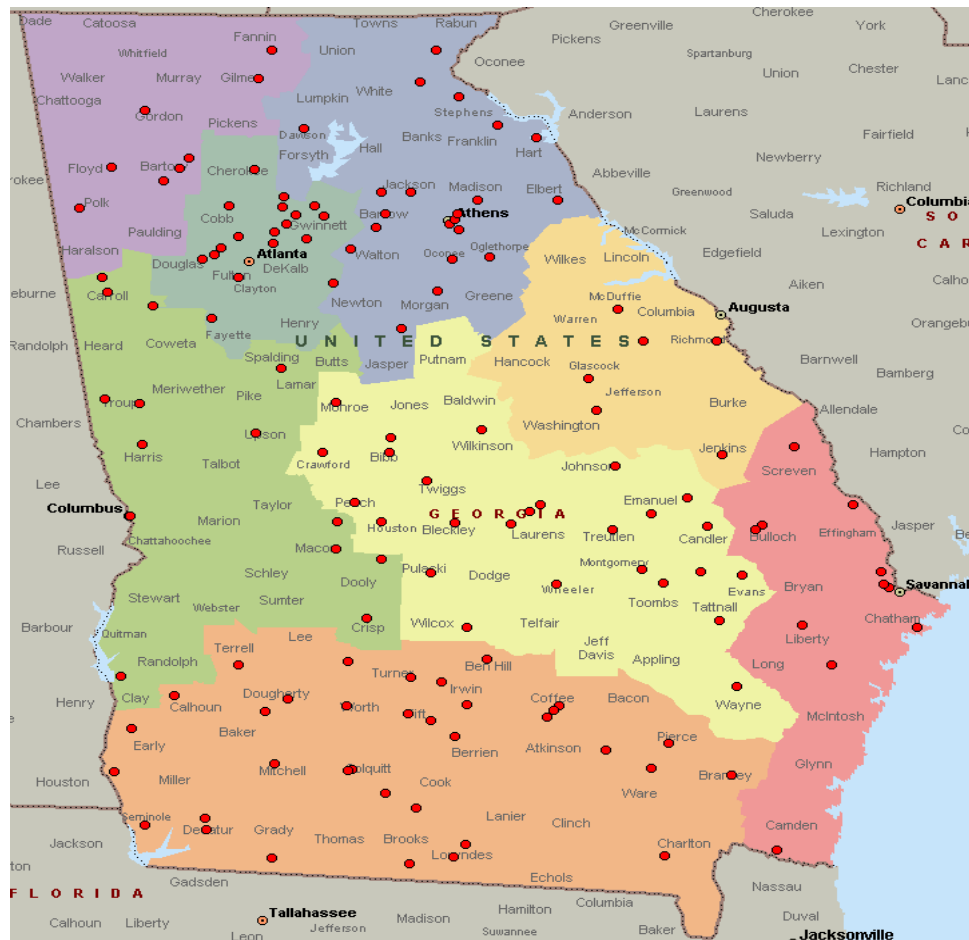 Dade
Catoosa
Towns
Rabun
Cherokee
Greenville
York
Pickens
Fannin
Union
Whitfield
Oconee
Spartanburg
Chester
Walker
Murray
Gilmer
White
Union
Chattooga
Lumpkin
Stephens
Anderson
Laurens
Gordon
Pickens
Dawson
Banks
Franklin
Fairfield
Forsyth
Hall
Hart
Newberry
Floyd
Bartow
Cherokee
Abbeville
Jackson
Madison
Elbert
Greenwood
Richland
Polk
Columbia
Cobb
Barrow
Athens
Saluda
S O
Gwinnett
McCormick
Lexington
Paulding
Haralson
Oconee
Oglethorpe
Edgefield
C A R
Atlanta
Walton
Wilkes
Lincoln
Douglas
DeKalb
Fulton
Aiken
Clayton
Carroll
Newton
Morgan
Greene
McDuffie
Columbia
Augusta
Warren
Henry
Fayette
Randolph
Heard
Coweta
U N I T E D S T A T E S
Richmond
Spalding
Butts
Jasper
Putnam
Hancock
Barnwell
Glascock
Bamberg
Lamar
Meriwether
Pike
Jefferson
Troup
Monroe
Jones
Baldwin
Burke
Allendale
Chambers
Washington
Upson
Wilkinson
Jenkins
Hampton
Harris
Crawford
Bibb
Talbot
Johnson
Screven
Lee
Twiggs
Taylor
Peach
Emanuel
Columbus
G E O R G I A
Marion
Houston
Bleckley
Laurens
Treutlen
Candler
Bulloch
Effingham
Jasper
Chattahoochee
Macon
Russell
Schley
Dooly
Pulaski
Dodge
Montgomery
Bryan
Stewart
Wheeler
Evans
Savannah
Webster
Sumter
Toombs
Tattnall
Barbour
Quitman
Crisp
Wilcox
Telfair
Chatham
Lee
Liberty
Terrell
Jeff
Davis
Randolph
Turner
Ben Hill
Appling
Long
Henry
Clay
Calhoun
Dougherty
Irwin
Coffee
Bacon
Worth
Tift
Wayne
McIntosh
Early
Baker
Berrien
Atkinson
Pierce
Glynn
Houston
Miller
Mitchell
Colquitt
Cook
Brantley
Ware
Seminole
Lanier
Clinch
Camden
Decatur
Grady
Thomas
Brooks
Jackson
Lowndes
Charlton
Echols
Gadsden
Nassau
F L O R I D A
Columbia
Hamilton
Calhoun
Liberty
Tallahassee
Madison
Duval
Jefferson
Suwannee
Baker
Leon
Jacksonville